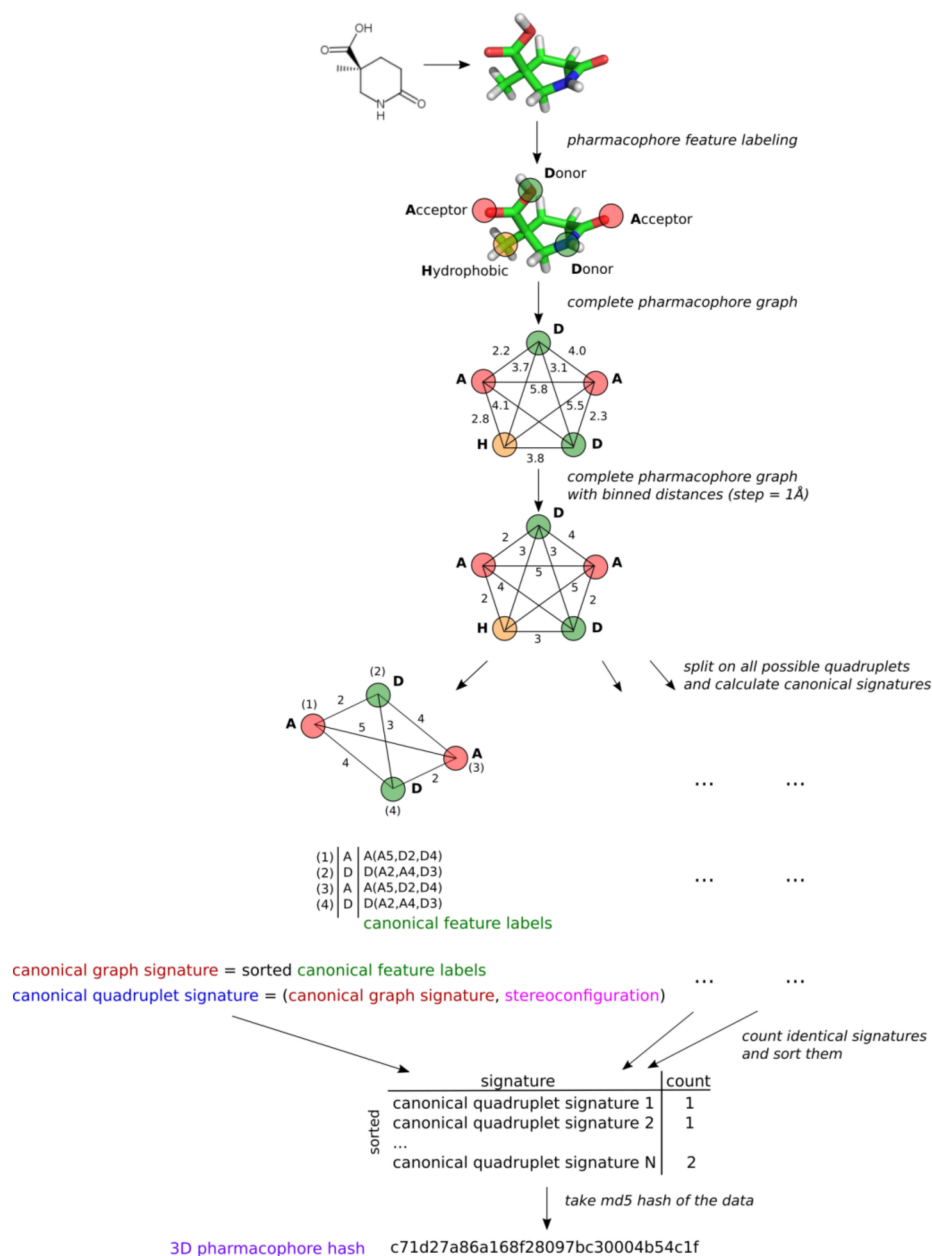 OH
O
N
H
O
pharmacophore feature labeling
Donor
Acceptor
Acceptor
Hydrophobic
Donor
complete pharmacophore graph
D
2.2
4.0
3.7
3.1
A
A
5.8
4.1
5.5
2.8
2.3
H
D
3.8
complete pharmacophore graph
with binned distances (step = 1Å)
D
2
4
3
3
A
A
5
4
5
2
2
H
D
3
split on all possible quadruplets
and calculate canonical signatures
(2)
D
2
(1)
4
A
5
3
A
4
(3)
2
D
(4)
... ...
(1) A A(A5,D2,D4)
(2) D D(A2,A4,D3)
(3) A A(A5,D2,D4)
(4) D D(A2,A4,D3)
... ...
canonical feature labels
canonical graph signature = sorted canonical feature labels
... ...
canonical quadruplet signature = (canonical graph signature, stereoconfiguration)
count identical signatures
and sort them
signature count
sorted
canonical quadruplet signature 1 1
canonical quadruplet signature 2 1
...
canonical quadruplet signature N 2
take md5 hash of the data
3D pharmacophore hash c71d27a86a168f28097bc30004b54c1f